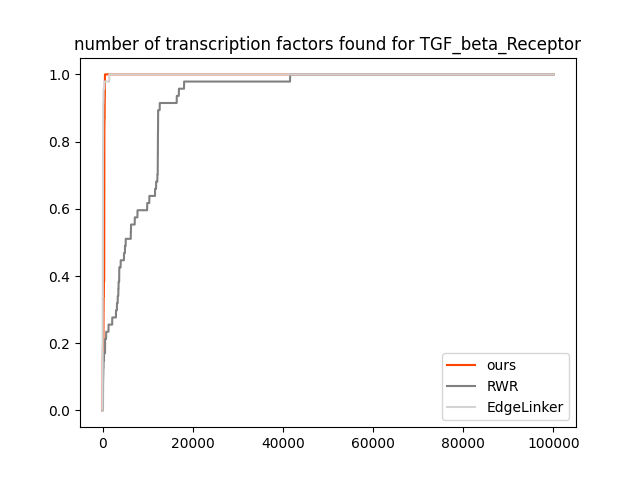 number of transcription factors found for TGF_beta_Receptor
1.0
0.8
0.6
0.4
0.2
0.0
ours
RWR
EdgeLinker
0 20000 40000 60000 80000 100000